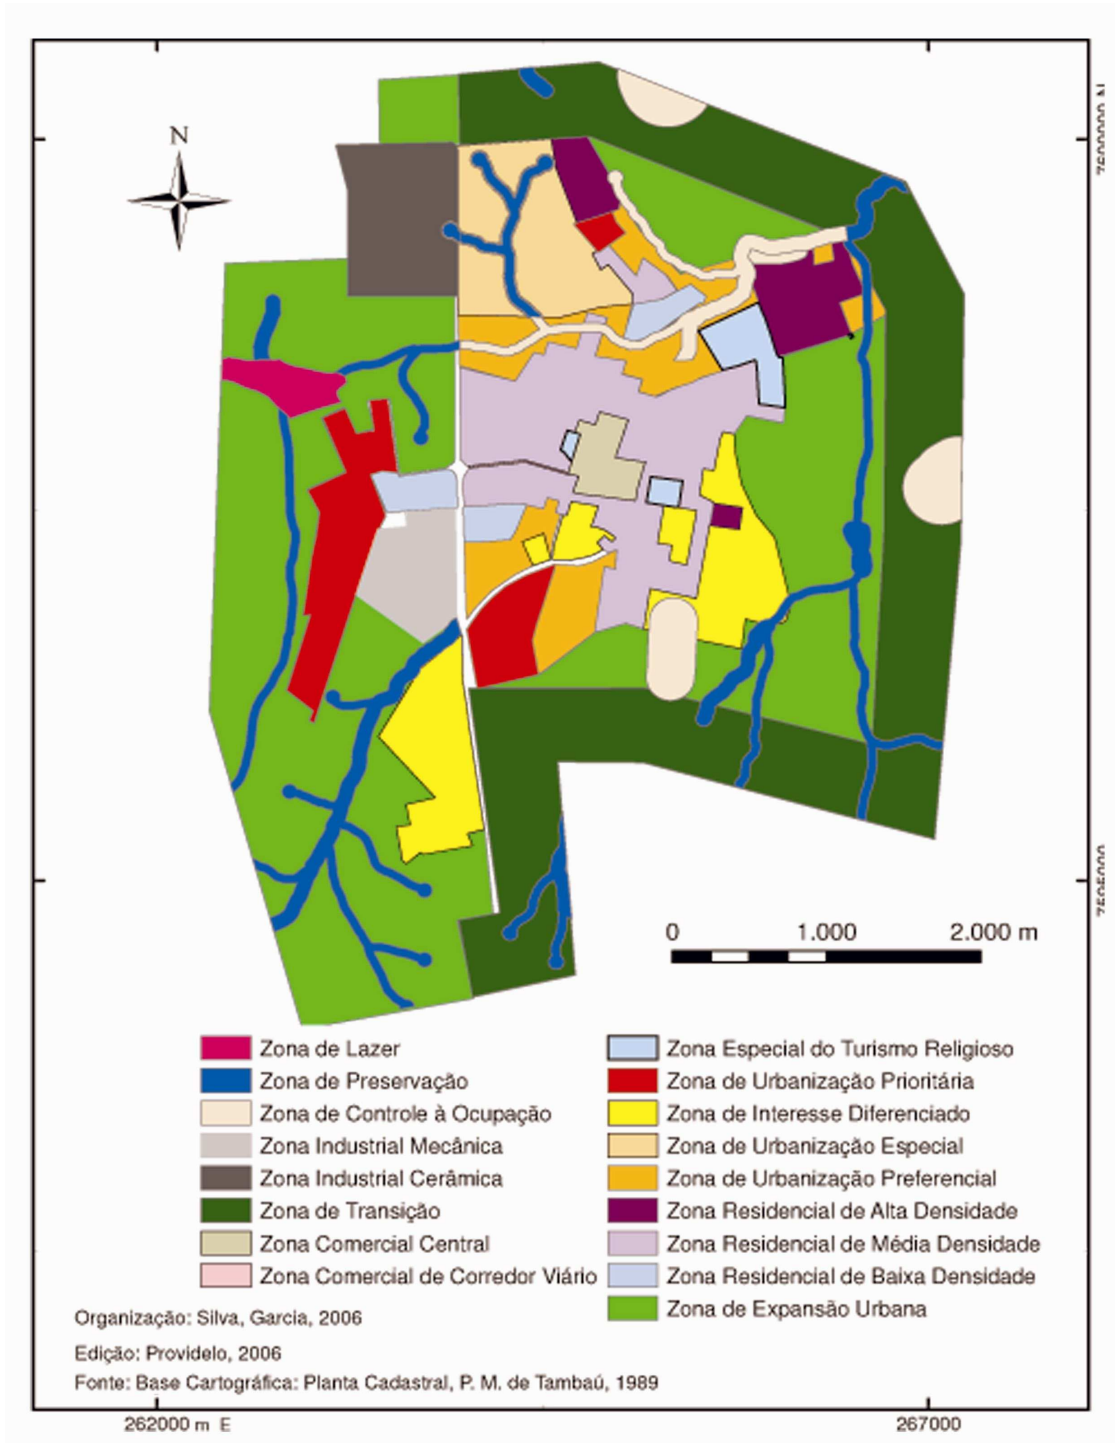 N
0 1.000 2.000 m
Zona de Lazer
Zona de Preservação
Zona de Controle à Ocupação
Zona Industrial Mecânica
Zona Industrial Cerâmica
Zona de Transição
Zona Comercial Central
Zona Comercial de Corredor Viário
Zona Especial do Turismo Religioso
Zona de Urbanização Prioritária
Zona de Interesse Diferenciado
Zona de Urbanização Especial
Zona de Urbanização Preferencial
Zona Residencial de Alta Densidade
Zona Residencial de Média Densidade
Zona Residencial de Baixa Densidade
Zona de Expansão Urbana
Organização: Silva, Garcia, 2006
Edição: Providelo, 2006
Fonte: Base Cartográfica: Planta Cadastral, P. M. de Tambaú, 1989
262000 m E 267000